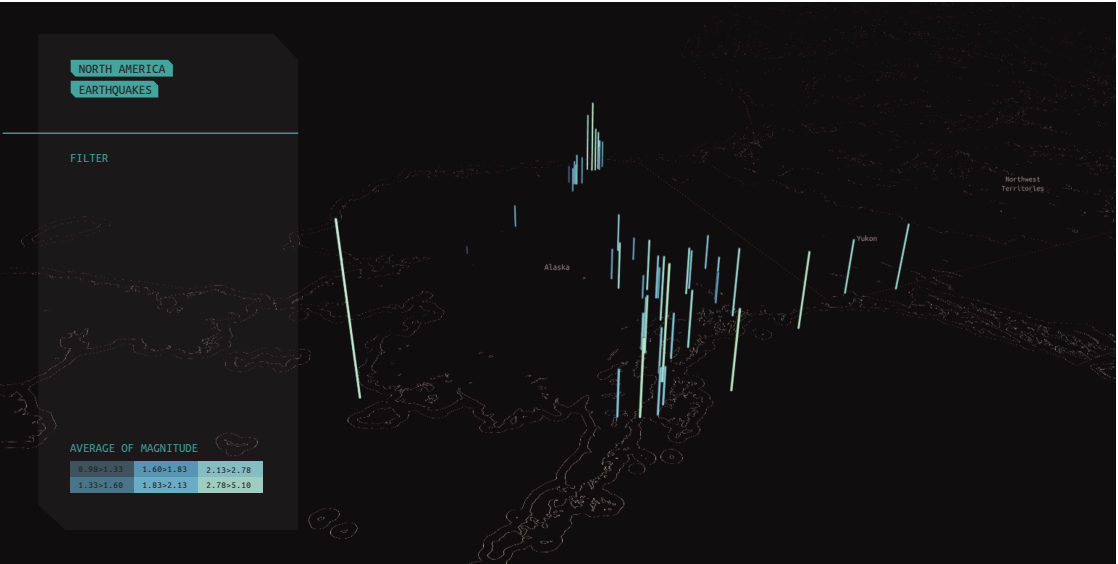 NORTH AMERICA
EARTHQUAKES
FILTER
Northwest
Territories
Yukon
Alaska
AVERAGE OF MAGNITUDE
0.98>1.33 1.60>1.83 2.13>2.78
1.33>1.60 1.83>2.13 2.78>5.10